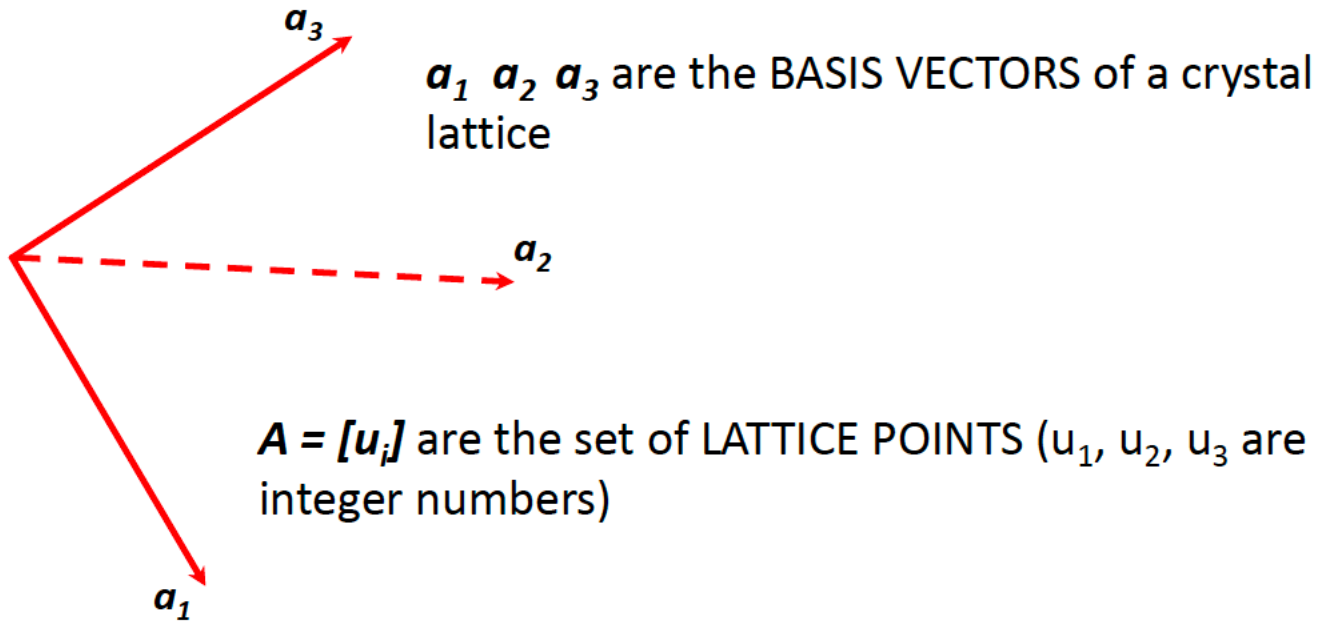 a3
a1 a2 a3 are the BASIS VECTORS of a crystal
lattice
a2
A = [ui] are the set of LATTICE POINTS (u1, u2, u3 are
integer numbers)
a1